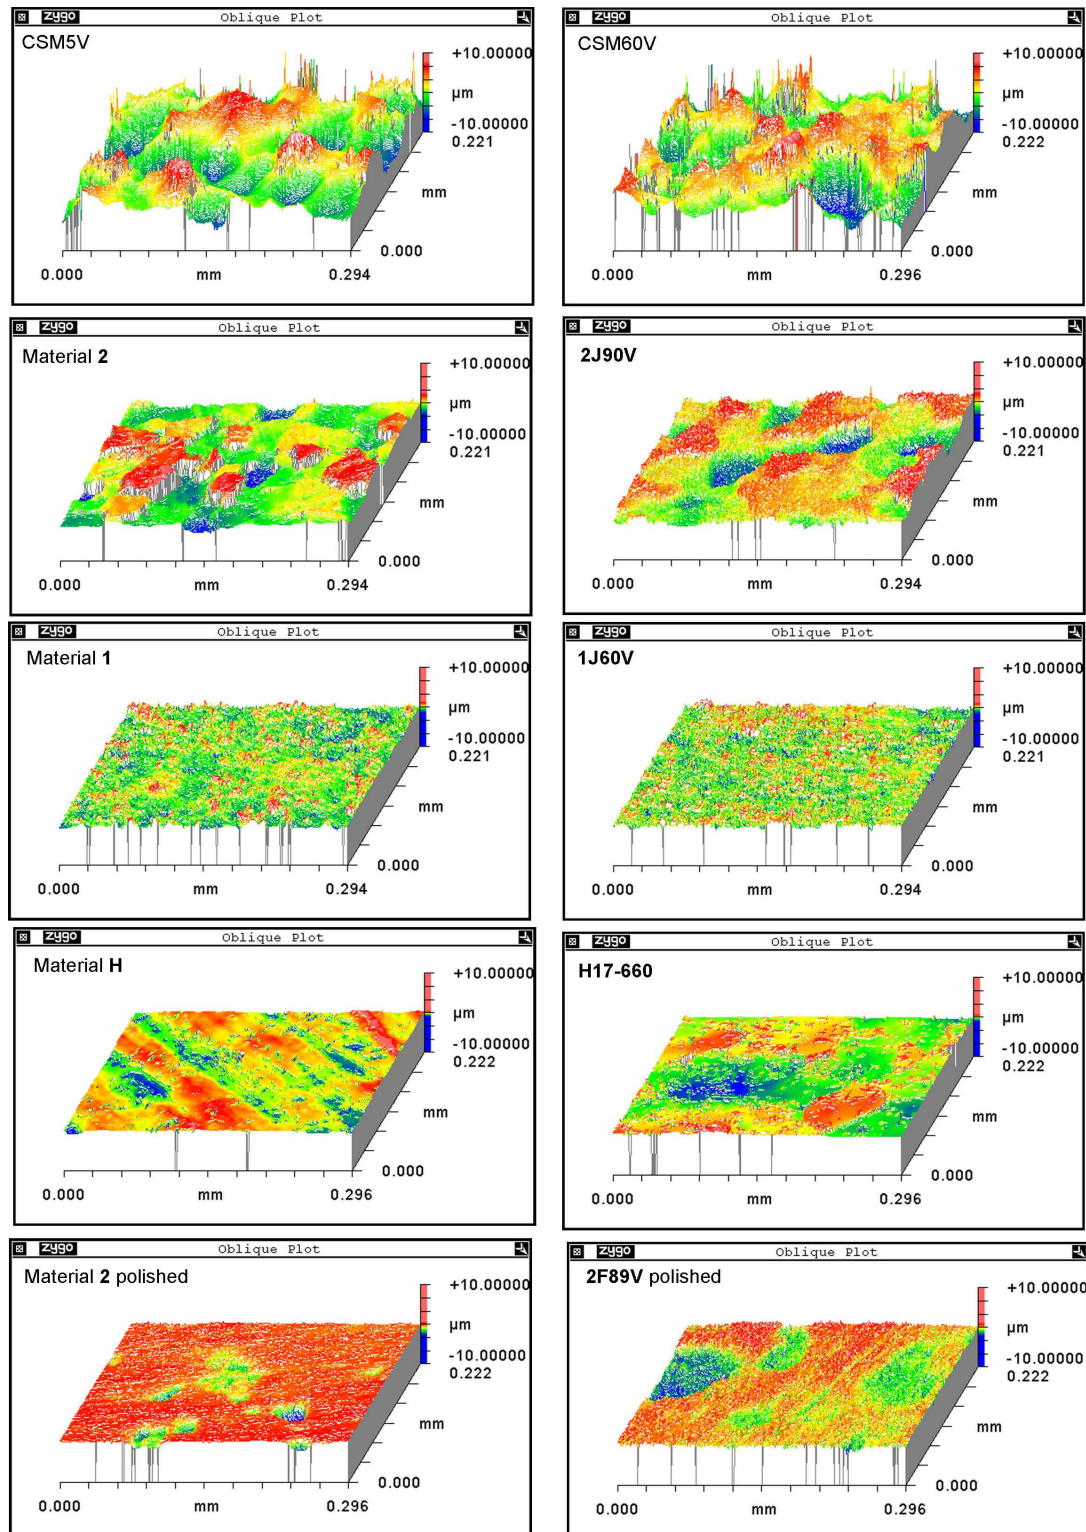 zygo Oblique Plot
CSM5V
+10.00000
µm
-10.00000
0.221
mm
0.000
0.000 mm 0.294
zygo Oblique Plot
CSM60V
+10.00000
µm
-10.00000
0.222
mm
0.000
0.000 mm 0.296
zygo Oblique Plot
Material 2
+10.00000
µm
-10.00000
0.221
mm
0.000
0.000 mm 0.294
zygo Oblique Plot
2J90V
+10.00000
µm
-10.00000
0.221
mm
0.000
0.000 mm 0.294
zygo Oblique Plot
Material 1
+10.00000
µm
-10.00000
0.221
mm
0.000
0.000 mm 0.294
zygo Oblique Plot
1J60V
+10.00000
µm
-10.00000
0.221
mm
0.000
0.000 mm 0.294
zygo Oblique Plot
Material H
+10.00000
µm
-10.00000
0.222
mm
0.000
0.000 mm 0.296
zygo Oblique Plot
H17-660
+10.00000
µm
-10.00000
0.222
mm
0.000
0.000 mm 0.296
zygo Oblique Plot
Material 2 polished
+10.00000
µm
-10.00000
0.222
mm
0.000
0.000 mm 0.296
zygo Oblique Plot
2F89V polished
+10.00000
µm
-10.00000
0.222
mm
0.000
0.000 mm 0.296